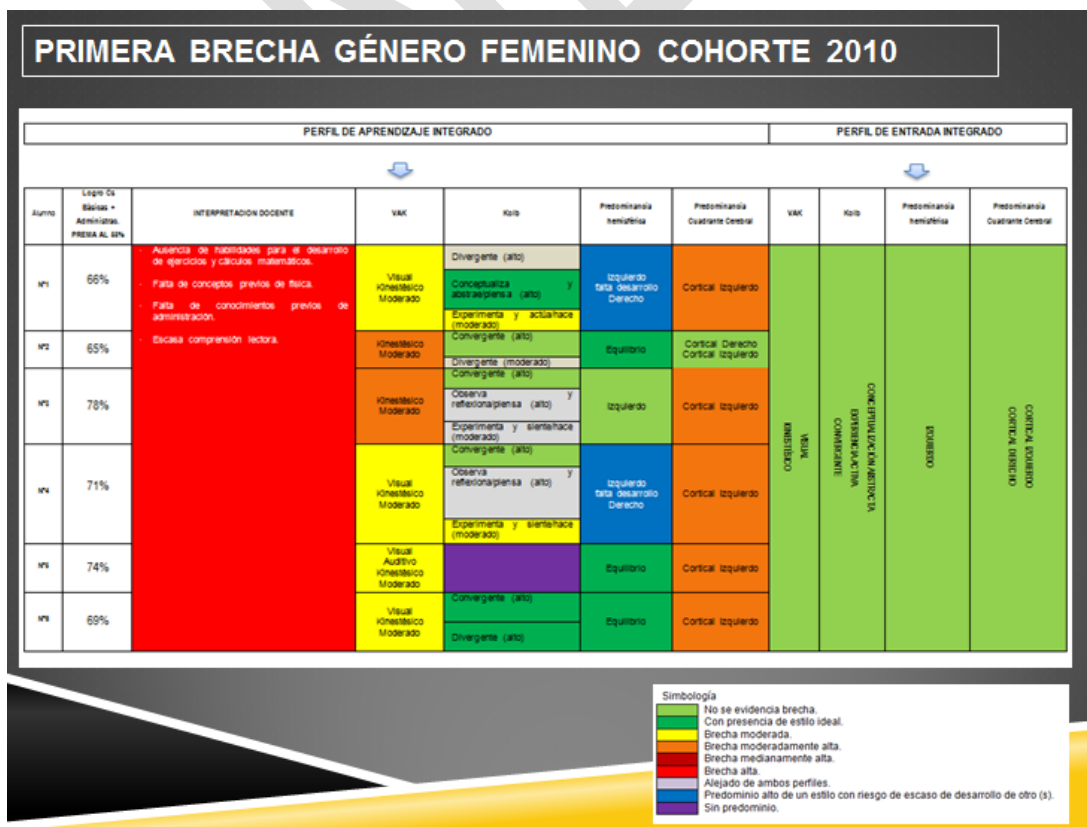 PRIMERA BRECHA GÉNERO FEMENINO COHORTE 2010
PERFIL DE APRENDIZAJE INTEGRADO
PERFIL DE ENTRADA INTEGRADO
Alumno
Logro Cs
Básicas +
Administras.
PREMIA AL 60%
INTERPRETACION DOCENTE
VAK
Kolb
Predominancia
hemisférica
Predominancia
Cuadrante Cerebral
VAK
Kolb
Predominancia
hemisférica
Predominancia
Cuadrante Cerebral
- Ausencia de habilidades para el desarrollo
de ejercicios y cálculos matemáticos.
- Falta de conceptos previos de física.
- Falta de conocimientos previos de
administración.
- Escasa comprensión lectora.
N°1
66%
Visual
Kinestésico
Moderado
Divergente (alto)
Conceptualiza y
abstrae/piensa (alto)
Experimenta y actúa/hace
(moderado)
Izquierdo
falta desarrollo
Derecho
Cortical Izquierdo
N°2
65%
Kinestésico
Moderado
Convergente (alto)
Divergente (moderado)
Equilibrio
Cortical Derecho
Cortical Izquierdo
N°3
78%
Kinestésico
Moderado
Convergente (alto)
Observa y
reflexiona/piensa (alto)
Experimenta y siente/hace
(moderado)
Izquierdo
Cortical Izquierdo
N°4
71%
Visual
Kinestésico
Moderado
Convergente (alto)
Observa y
reflexiona/piensa (alto)
Experimenta y siente/hace
(moderado)
Izquierdo
falta desarrollo
Derecho
Cortical Izquierdo
N°5
74%
Visual
Auditivo
Kinestésico
Moderado
Equilibrio
Cortical Izquierdo
69%
Visual
Kinestésico
Moderado
Convergente (alto)
Divergente (alto)
Equilibrio
Cortical Izquierdo
VISUAL
KINESTÉSICO
CONCEPTUALIZACIÓN ABSTRACTA
EXPERIENCIA ACTIVA
CONVERGENTE
IZQUIERDO
CORTICAL IZQUIERDO
CORTICAL DERECHO
Simbología
No se evidencia brecha.
Con presencia de estilo ideal.
Brecha moderada.
Brecha moderadamente alta.
Brecha medianamente alta.
Brecha alta.
Alejado de ambos perfiles.
Predominio alto de un estilo con riesgo de escaso de desarrollo de otro (s).
Sin predominio.